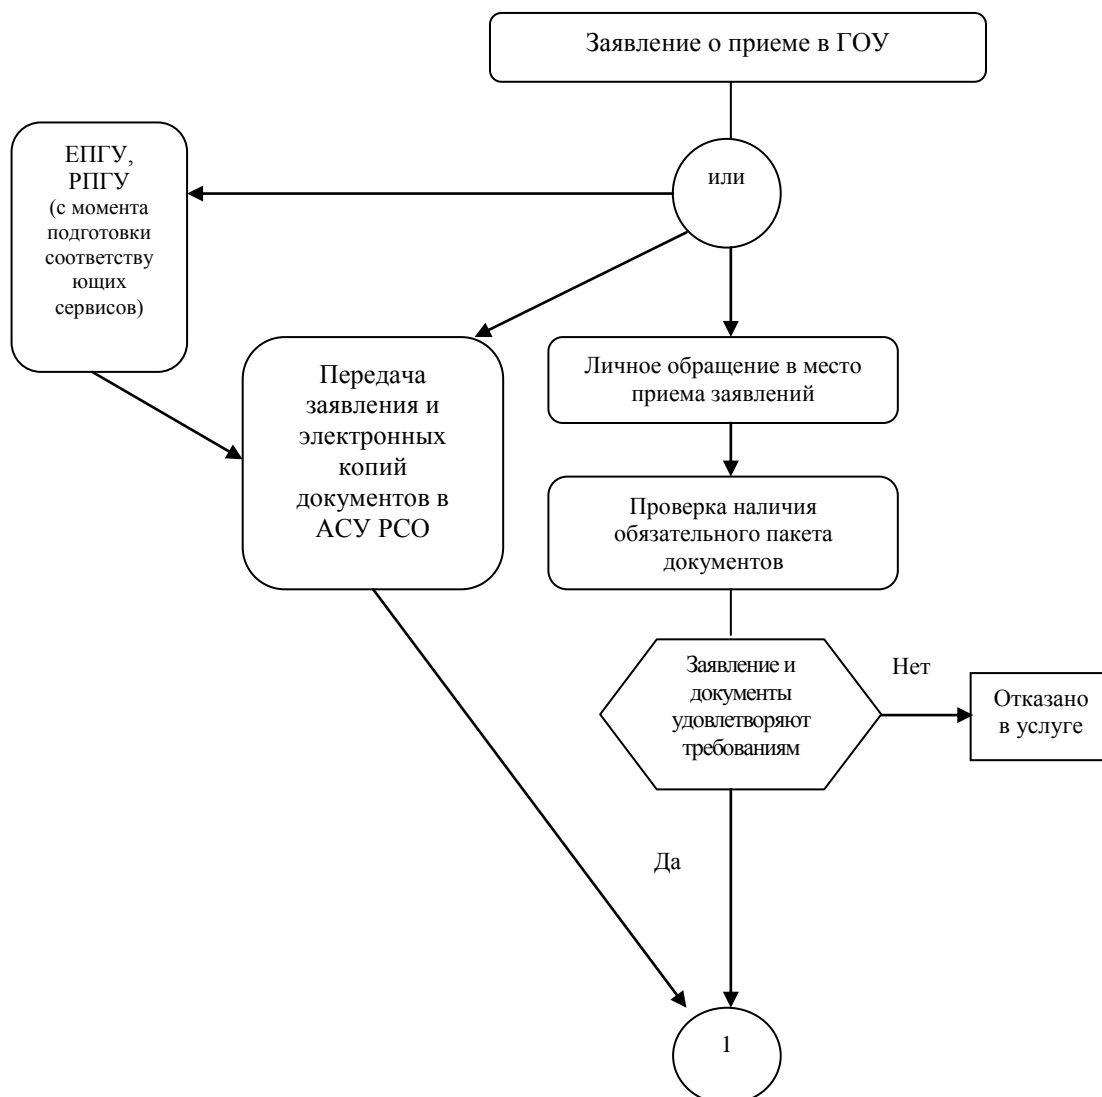 Заявление о приеме в ГОУ
или
ЕПГУ,
РПГУ
(с момента
подготовки
соответству
ющих
сервисов)
Передача
заявления и
электронных
копий
документов в
АСУ РСО
Личное обращение в место
приема заявлений
Проверка наличия
обязательного пакета
документов
Заявление и
документы
удовлетворяют
требованиям
Нет
Отказано
в услуге
Да
1